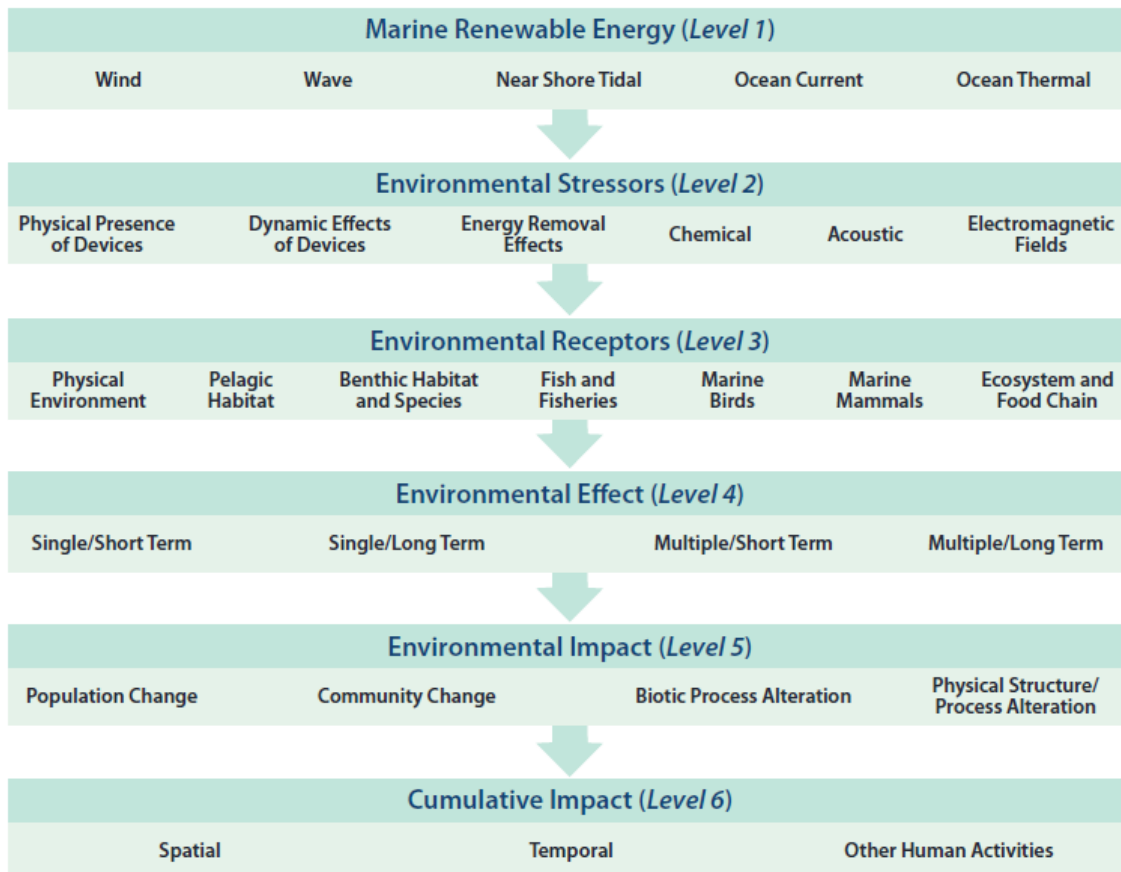 Marine Renewable Energy (Level 1)
Wind Wave Near Shore Tidal Ocean Current Ocean Thermal
Environmental Stressors (Level 2)
Physical Presence of Devices
Dynamic Effects of Devices
Energy Removal Effects
Chemical
Acoustic
Electromagnetic Fields
Environmental Receptors (Level 3)
Physical Environment
Pelagic Habitat
Benthic Habitat and Species
Fish and Fisheries
Marine Birds
Marine Mammals
Ecosystem and Food Chain
Environmental Effect (Level 4)
Single/Short Term Single/Long Term Multiple/Short Term Multiple/Long Term
Environmental Impact (Level 5)
Population Change
Community Change
Biotic Process Alteration
Physical Structure/
Process Alteration
Cumulative Impact (Level 6)
Spatial Temporal Other Human Activities